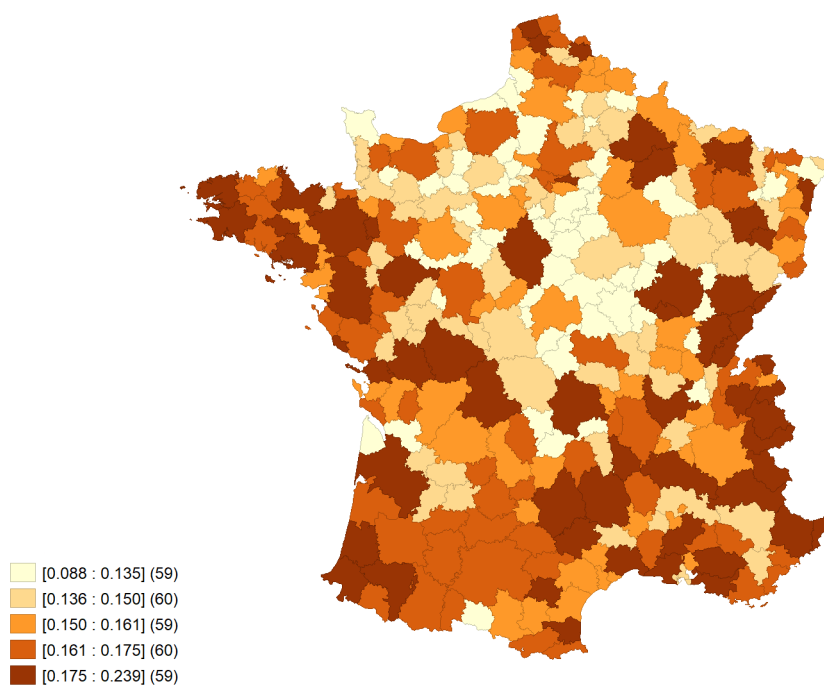 [0.088 : 0.135] (59)
[0.136 : 0.150] (60)
[0.150 : 0.161] (59)
[0.161 : 0.175] (60)
[0.175 : 0.239] (59)